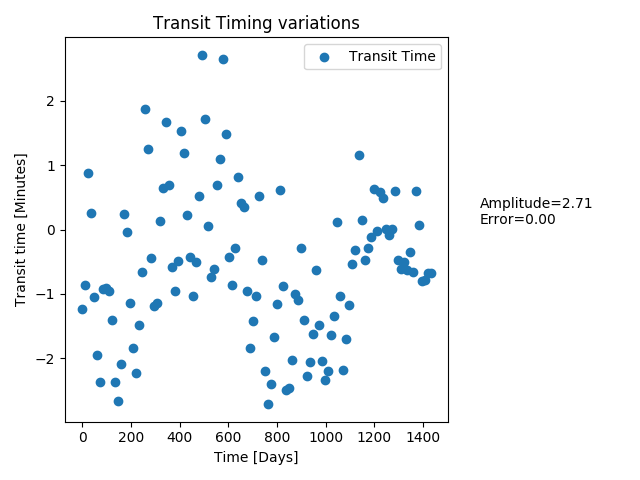 Transit Timing variations
Transit Time
Transit time [Minutes]
2
1
0
−1
−2
Amplitude=2.71
Error=0.00
0 200 400 600 800 1000 1200 1400
Time [Days]